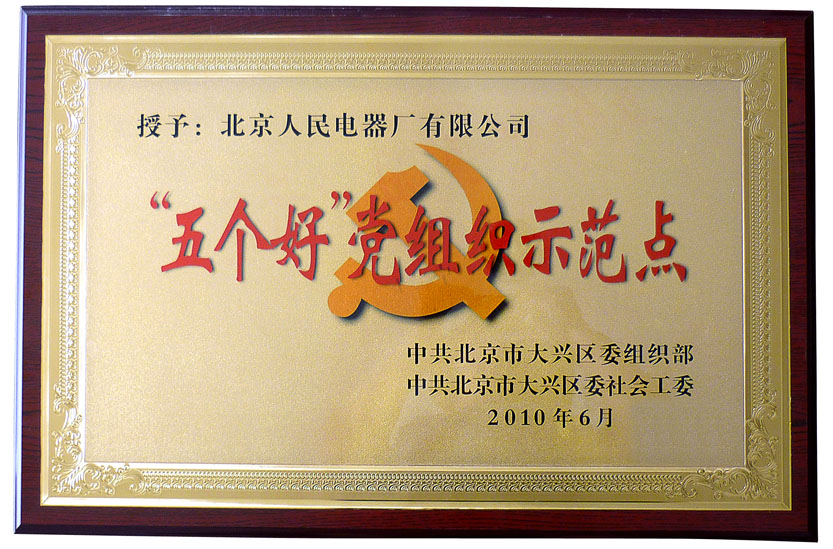 授予：北京人民电器厂有限公司
“五个好”党组织示范点
中共北京市大兴区委组织部
中共北京市大兴区委社会工委
2010年6月